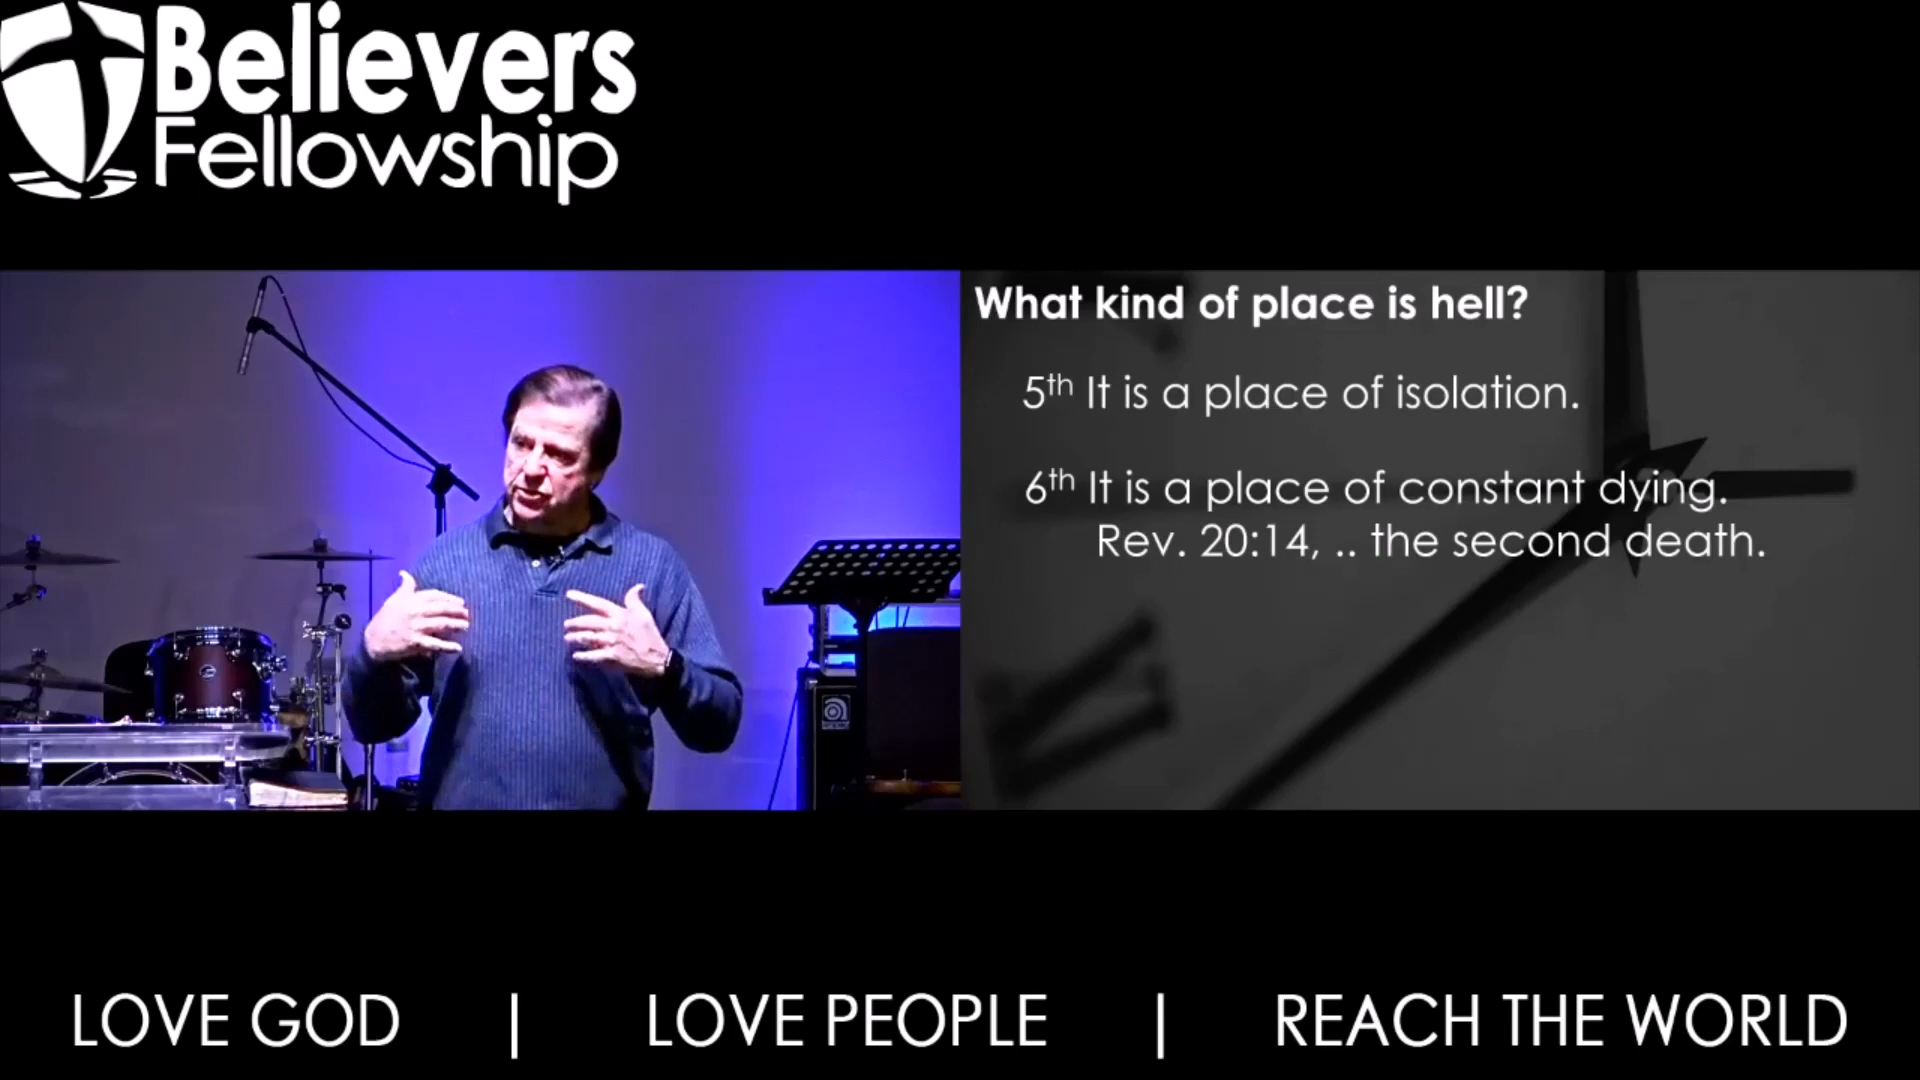 Believers
Fellowship
What kind of place is hell?
5th It is a place of isolation.
6th It is a place of constant dying.
Rev. 20:14, .. the second death.
LOVE GOD | LOVE PEOPLE | REACH THE WORLD